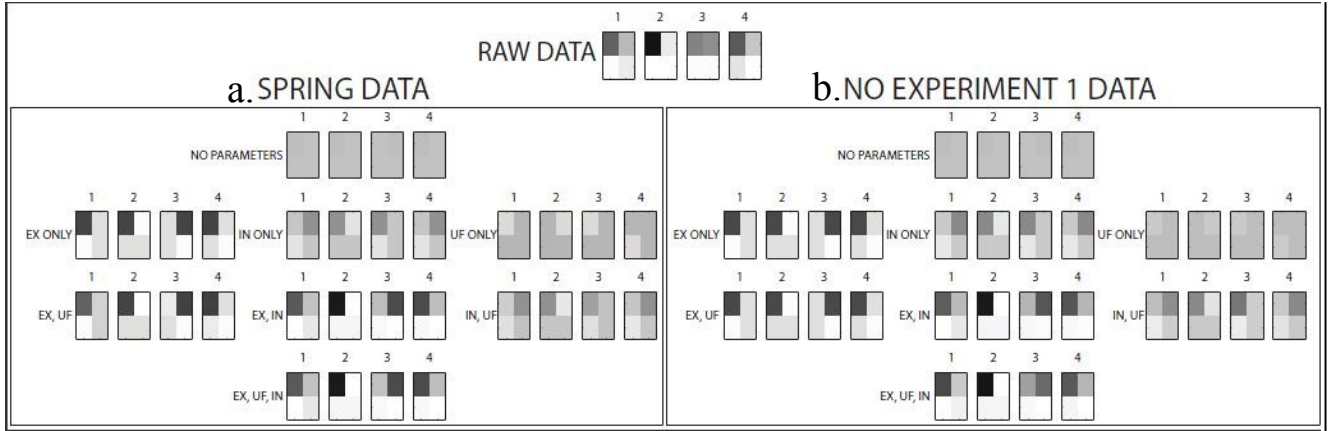 1 2 3 4
RAW DATA
a. SPRING DATA
b. NO EXPERIMENT 1 DATA
1 2 3 4
NO PARAMETERS
1 2 3 4
1 2 3 4
1 2 3 4
EX ONLY
IN ONLY
UF ONLY
1 2 3 4
1 2 3 4
1 2 3 4
EX, UF
EX, IN
IN, UF
1 2 3 4
EX, UF, IN
1 2 3 4
NO PARAMETERS
1 2 3 4
1 2 3 4
1 2 3 4
EX ONLY
IN ONLY
UF ONLY
1 2 3 4
1 2 3 4
1 2 3 4
EX, UF
EX, IN
IN, UF
1 2 3 4
EX, UF, IN